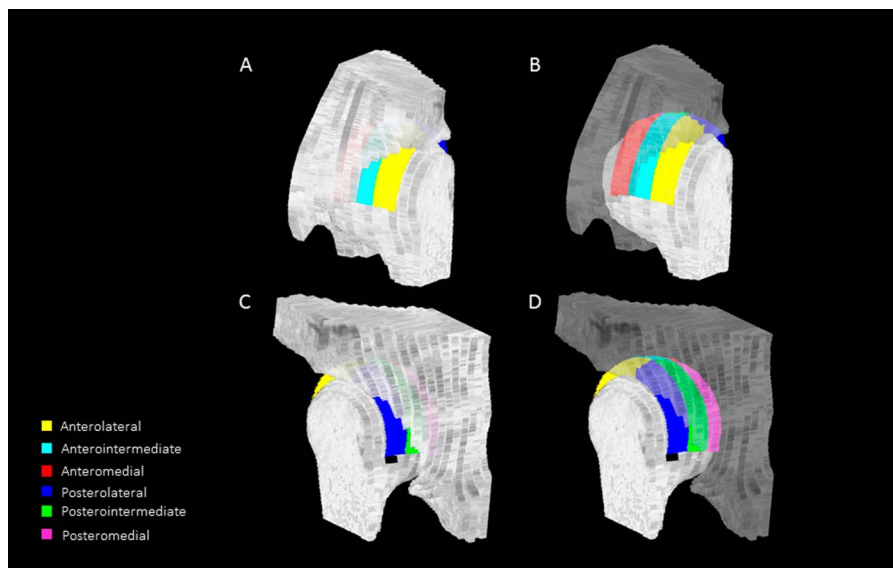 A
B
C
D
Anterolateral
Anterointermediate
Anteromedial
Posterolateral
Posterointermediate
Posteromedial